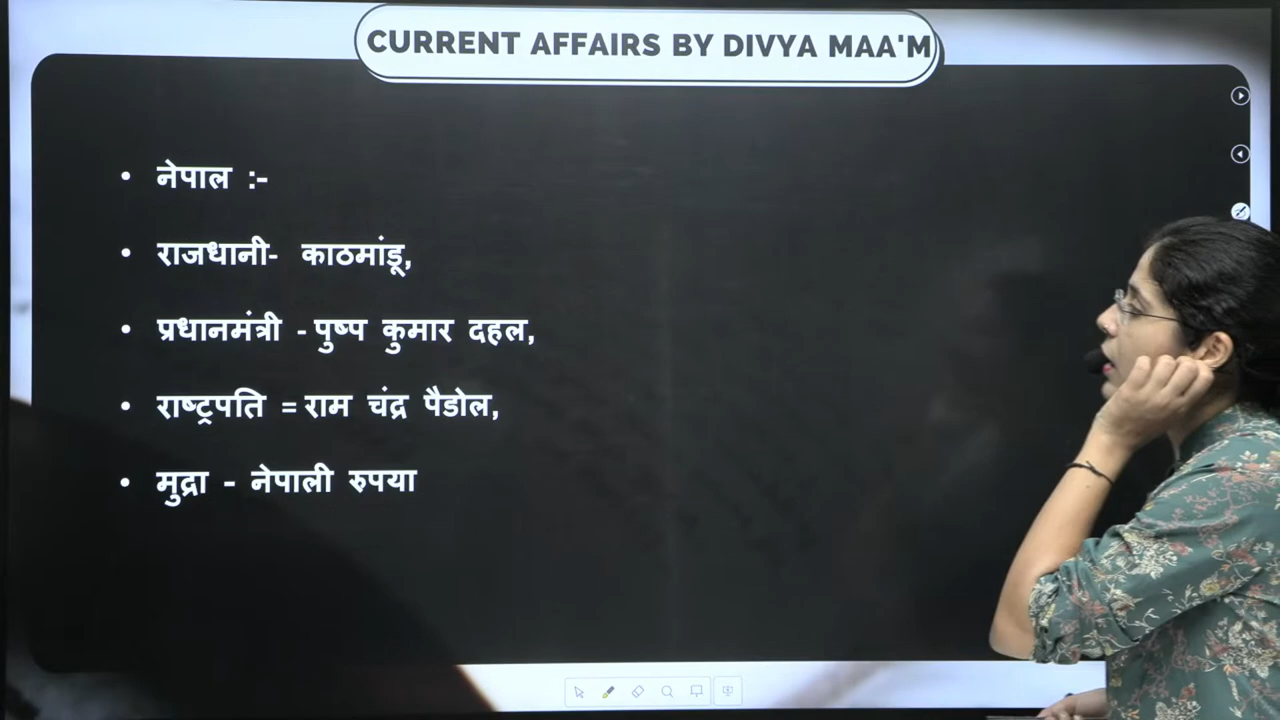 CURRENT AFFAIRS BY DIVYA MAA'M
• नेपाल :-
• राजधानी- काठमांडू,
• प्रधानमंत्री - पुष्प कुमार दहल,
• राष्ट्रपति = राम चंद्र पैडोल,
• मुद्रा - नेपाली रुपया